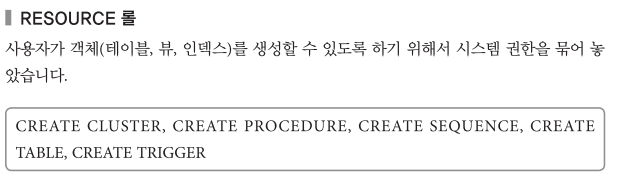 RESOURCE 롤
사용자가 객체(테이블, 뷰, 인덱스)를 생성할 수 있도록 하기 위해서 시스템 권한을 묶어 놓
았습니다.
CREATE CLUSTER, CREATE PROCEDURE, CREATE SEQUENCE, CREATE
TABLE, CREATE TRIGGER